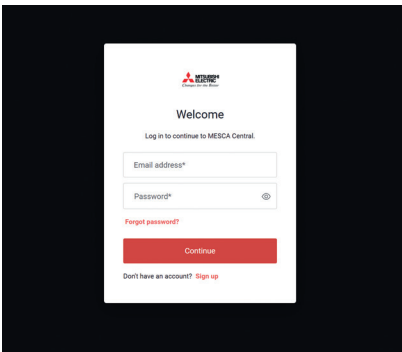 MITSUBISHI
ELECTRIC
Changes for the Better
Welcome
Log in to continue to MESCA Central.
Email address*
Password*
Forgot password?
Continue
Don't have an account? Sign up